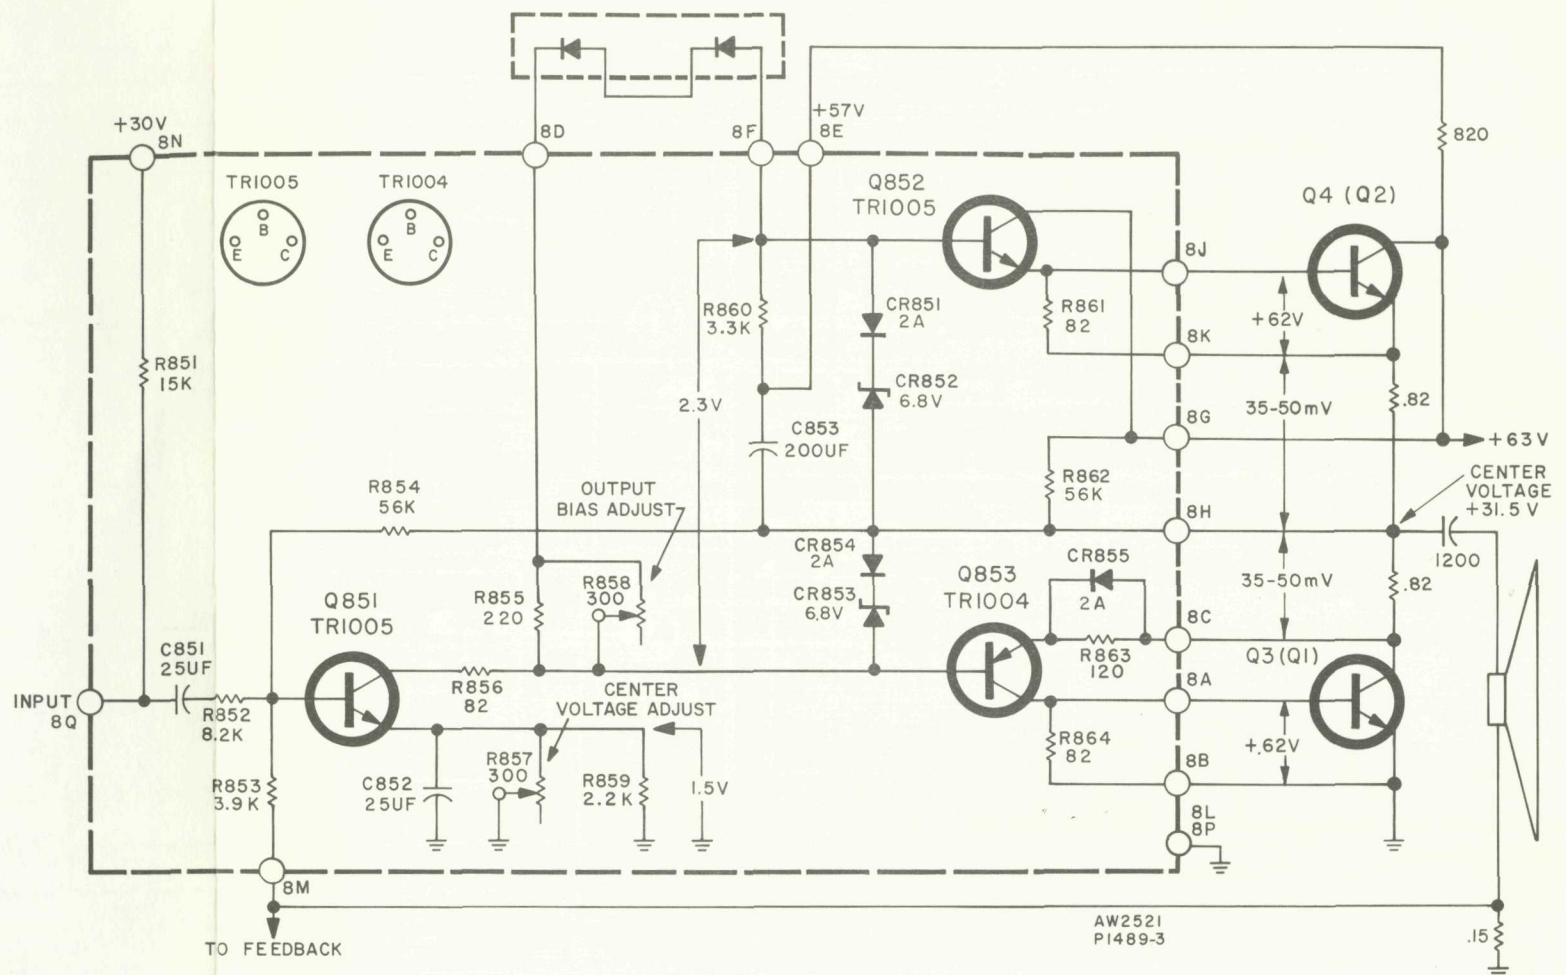 +57V
8D
8F
8E
+30V
8N
820
TR1005
TR1004
B
E
C
B
E
C
Q852
TR1005
Q4 (Q2)
8J
R860
3.3K
CR851
2A
R861
82
+62V
8K
R851
15K
CR852
6.8V
2.3V
35-50mV
.82
8G
+63V
C853
200UF
R862
56K
CENTER
VOLTAGE
+31.5 V
R854
56K
OUTPUT
BIAS ADJUST
8H
1200
CR854
2A
CR853
6.8V
CR855
2A
35-50mV
.82
Q853
TR1004
8C
R863
120
Q3 (Q1)
8A
Q851
TR1005
R855
220
R858
300
C851
25UF
R856
82
CENTER
VOLTAGE ADJUST
INPUT
8Q
R852
8.2K
R864
82
+.62V
8B
R853
3.9K
C852
25UF
R857
300
R859
2.2K
1.5V
8L
8P
8M
AW2521
P1489-3
TO FEEDBACK
.15